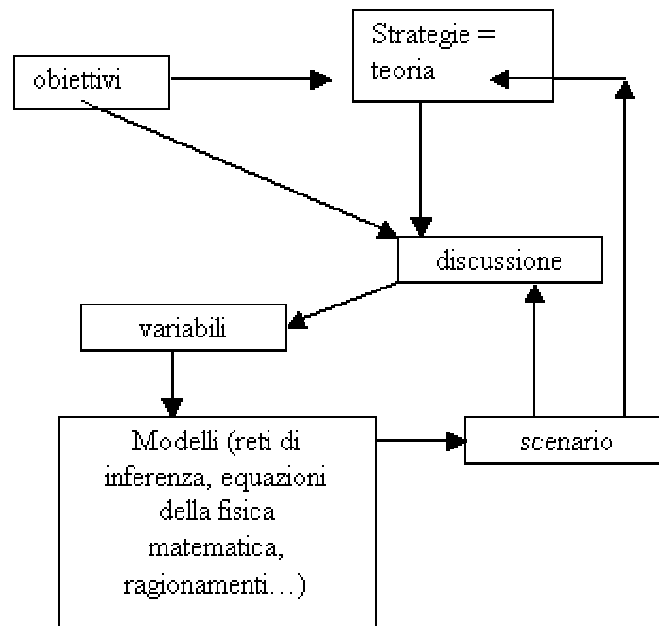 Strategie =
teoria
obiettivi
discussione
variabili
Modelli (reti di
inferenza, equazioni
della fisica
matematica,
ragionamenti...)
scenario